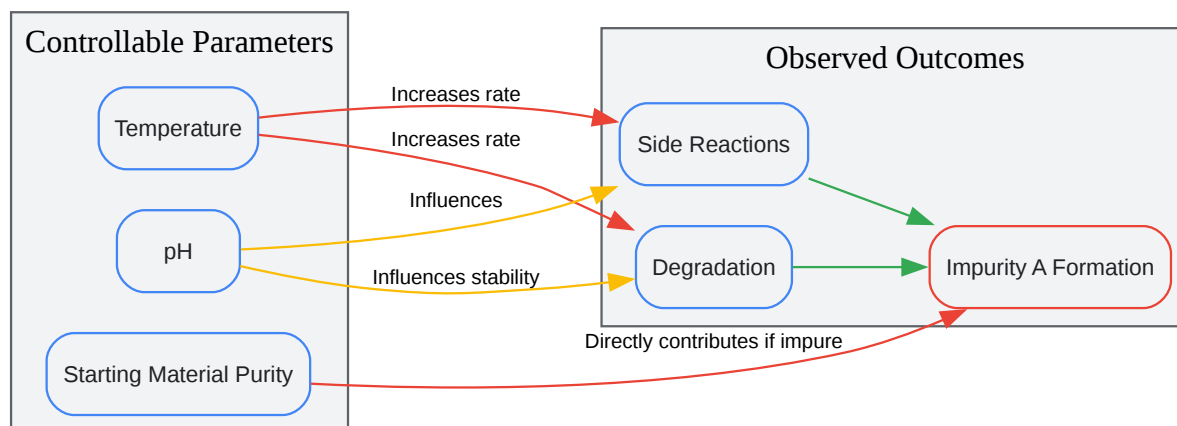 Controllable Parameters
Temperature
pH
Starting Material Purity
Increases rate
Increases rate
Influences
Influences stability
Directly contributes if impure
Observed Outcomes
Side Reactions
Degradation
Impurity A Formation